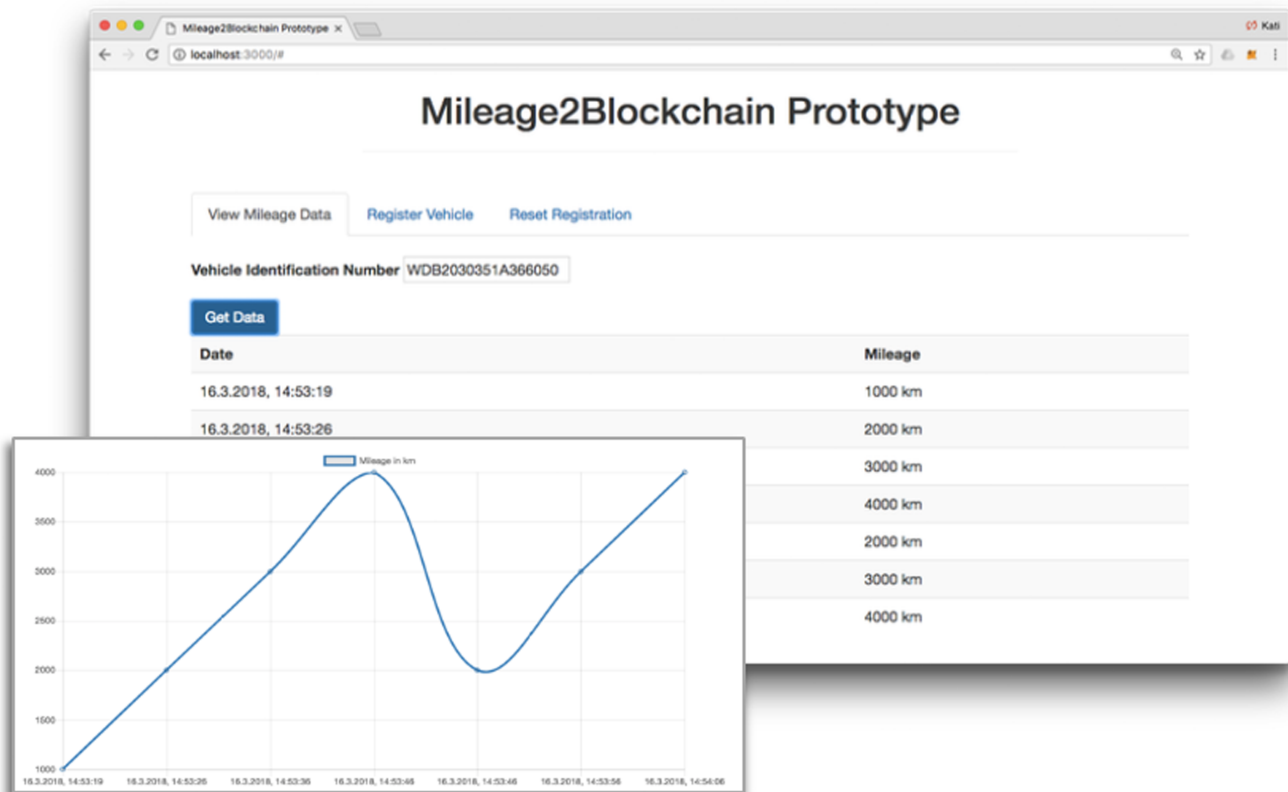 Mileage2Blockchain Prototype
Kati
localhost:3000/#
Mileage2Blockchain Prototype
View Mileage Data Register Vehicle Reset Registration
Vehicle Identification Number WDB2030351A366050
Get Data
Date Mileage
16.3.2018, 14:53:19 1000 km
16.3.2018, 14:53:26 2000 km
3000 km
4000 km
2000 km
3000 km
4000 km
Mileage in km
4000
3500
3000
2500
2000
1500
1000
16.3.2018, 14:53:19 16.3.2018, 14:53:26 16.3.2018, 14:53:36 16.3.2018, 14:53:46 16.3.2018, 14:53:46 16.3.2018, 14:53:56 16.3.2018, 14:54:06